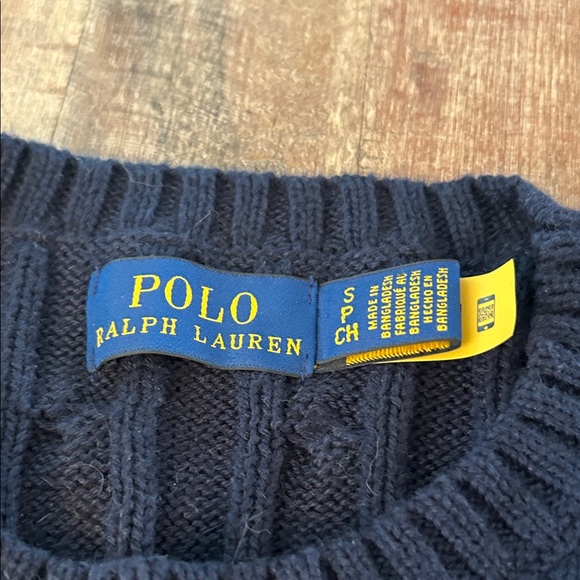 POLO
RALPH LAUREN
S
P
CH
MADE IN
BANGLADESH
FABRIQUÉ AU
BANGLADESH
HECHO EN
BANGLADESH